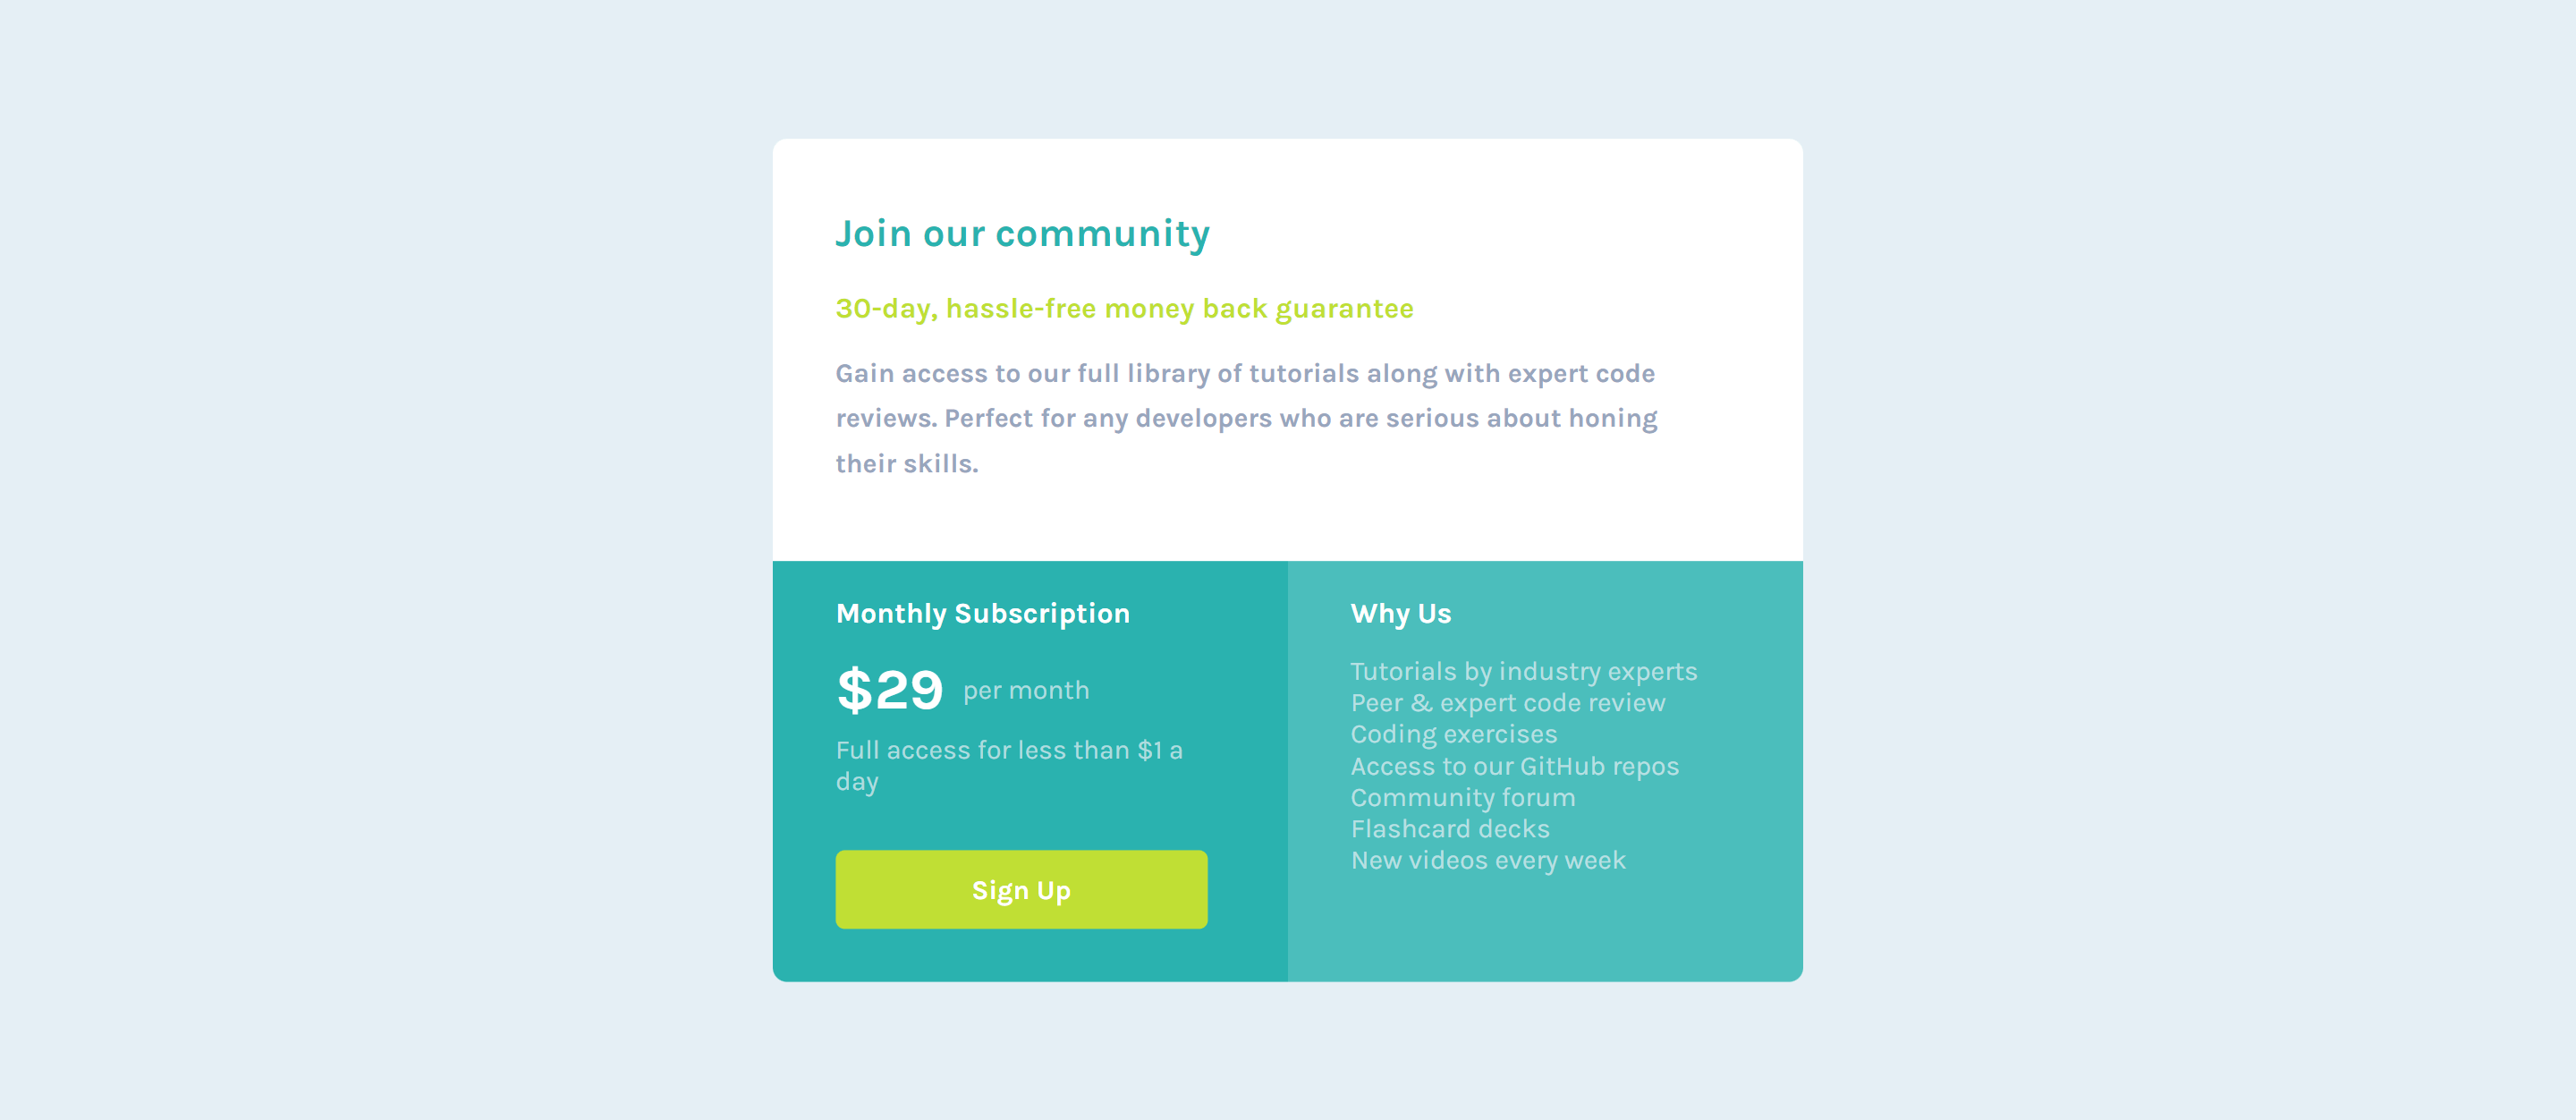 Join our community
30-day, hassle-free money back guarantee
Gain access to our full library of tutorials along with expert code
reviews. Perfect for any developers who are serious about honing
their skills.
Monthly Subscription
$29 per month
Full access for less than $1 a
day
Sign Up
Why Us
Tutorials by industry experts
Peer & expert code review
Coding exercises
Access to our GitHub repos
Community forum
Flashcard decks
New videos every week